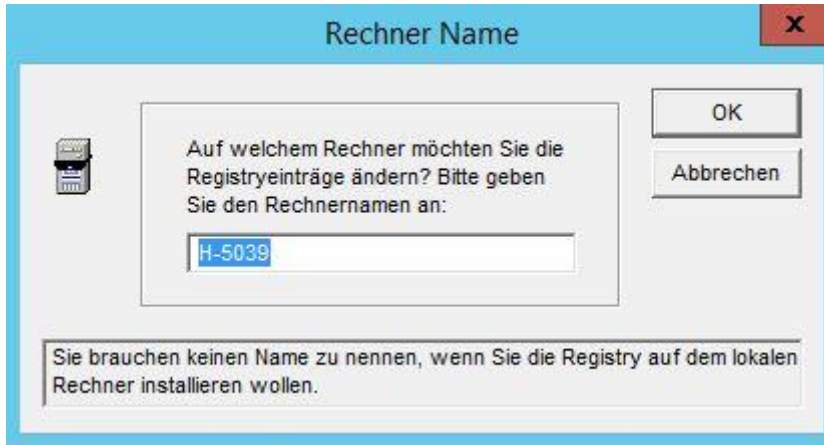 Rechner Name
x
OK
Auf welchem Rechner möchten Sie die
Registryeinträge ändern? Bitte geben
Sie den Rechnernamen an:
Abbrechen
H-5039
Sie brauchen keinen Name zu nennen, wenn Sie die Registry auf dem lokalen
Rechner installieren wollen.